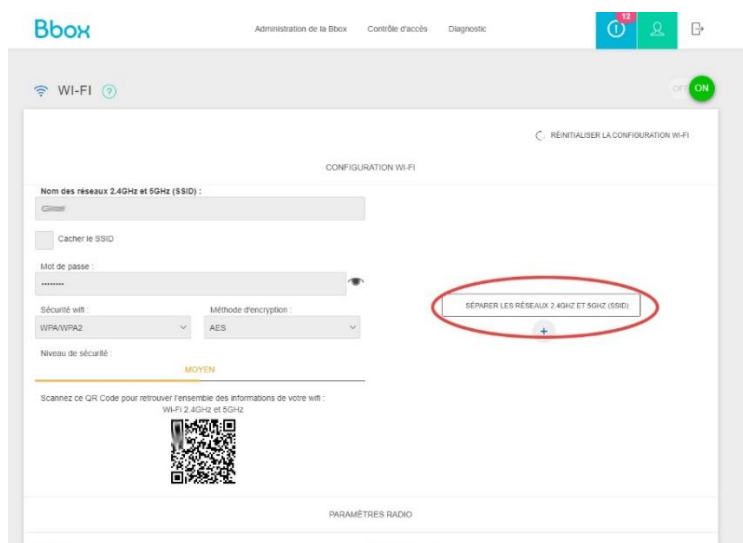 Bbox
Administration de la Bbox
Contrôle d'accès
Diagnostic
12
WI-FI
?
OFF
ON
RÉINITIALISER LA CONFIGURATION WI-FI
CONFIGURATION WI-FI
Nom des réseaux 2.4GHz et 5GHz (SSID) :
Cacher le SSID
Mot de passe :
SÉPARER LES RÉSEAUX 2.4GHZ ET 5GHZ (SSID)
+
Sécurité wifi :
Méthode d'encryption :
WPA/WPA2
AES
Niveau de sécurité :
MOYEN
Scannez ce QR Code pour retrouver l'ensemble des informations de votre wifi :
Wi-Fi 2.4GHz et 5GHz
PARAMÈTRES RADIO